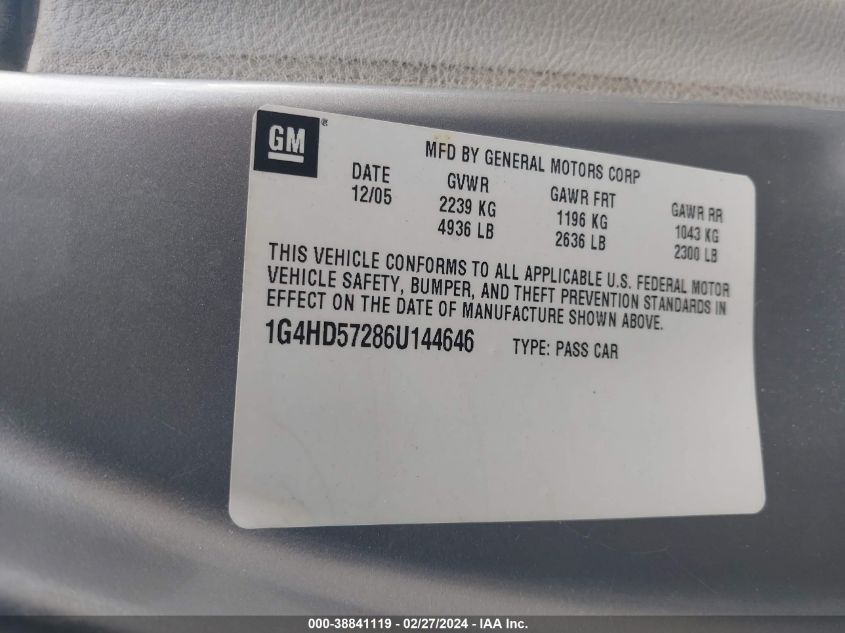 GM®
MFD BY GENERAL MOTORS CORP
DATE GVWR GAWR FRT GAWR RR
12/05 2239 KG 1196 KG 1043 KG
4936 LB 2636 LB 2300 LB
THIS VEHICLE CONFORMS TO ALL APPLICABLE U.S. FEDERAL MOTOR
VEHICLE SAFETY, BUMPER, AND THEFT PREVENTION STANDARDS IN
EFFECT ON THE DATE OF MANUFACTURE SHOWN ABOVE.
1G4HD57286U144646 TYPE: PASS CAR
000-38841119 - 02/27/2024 - IAA Inc.